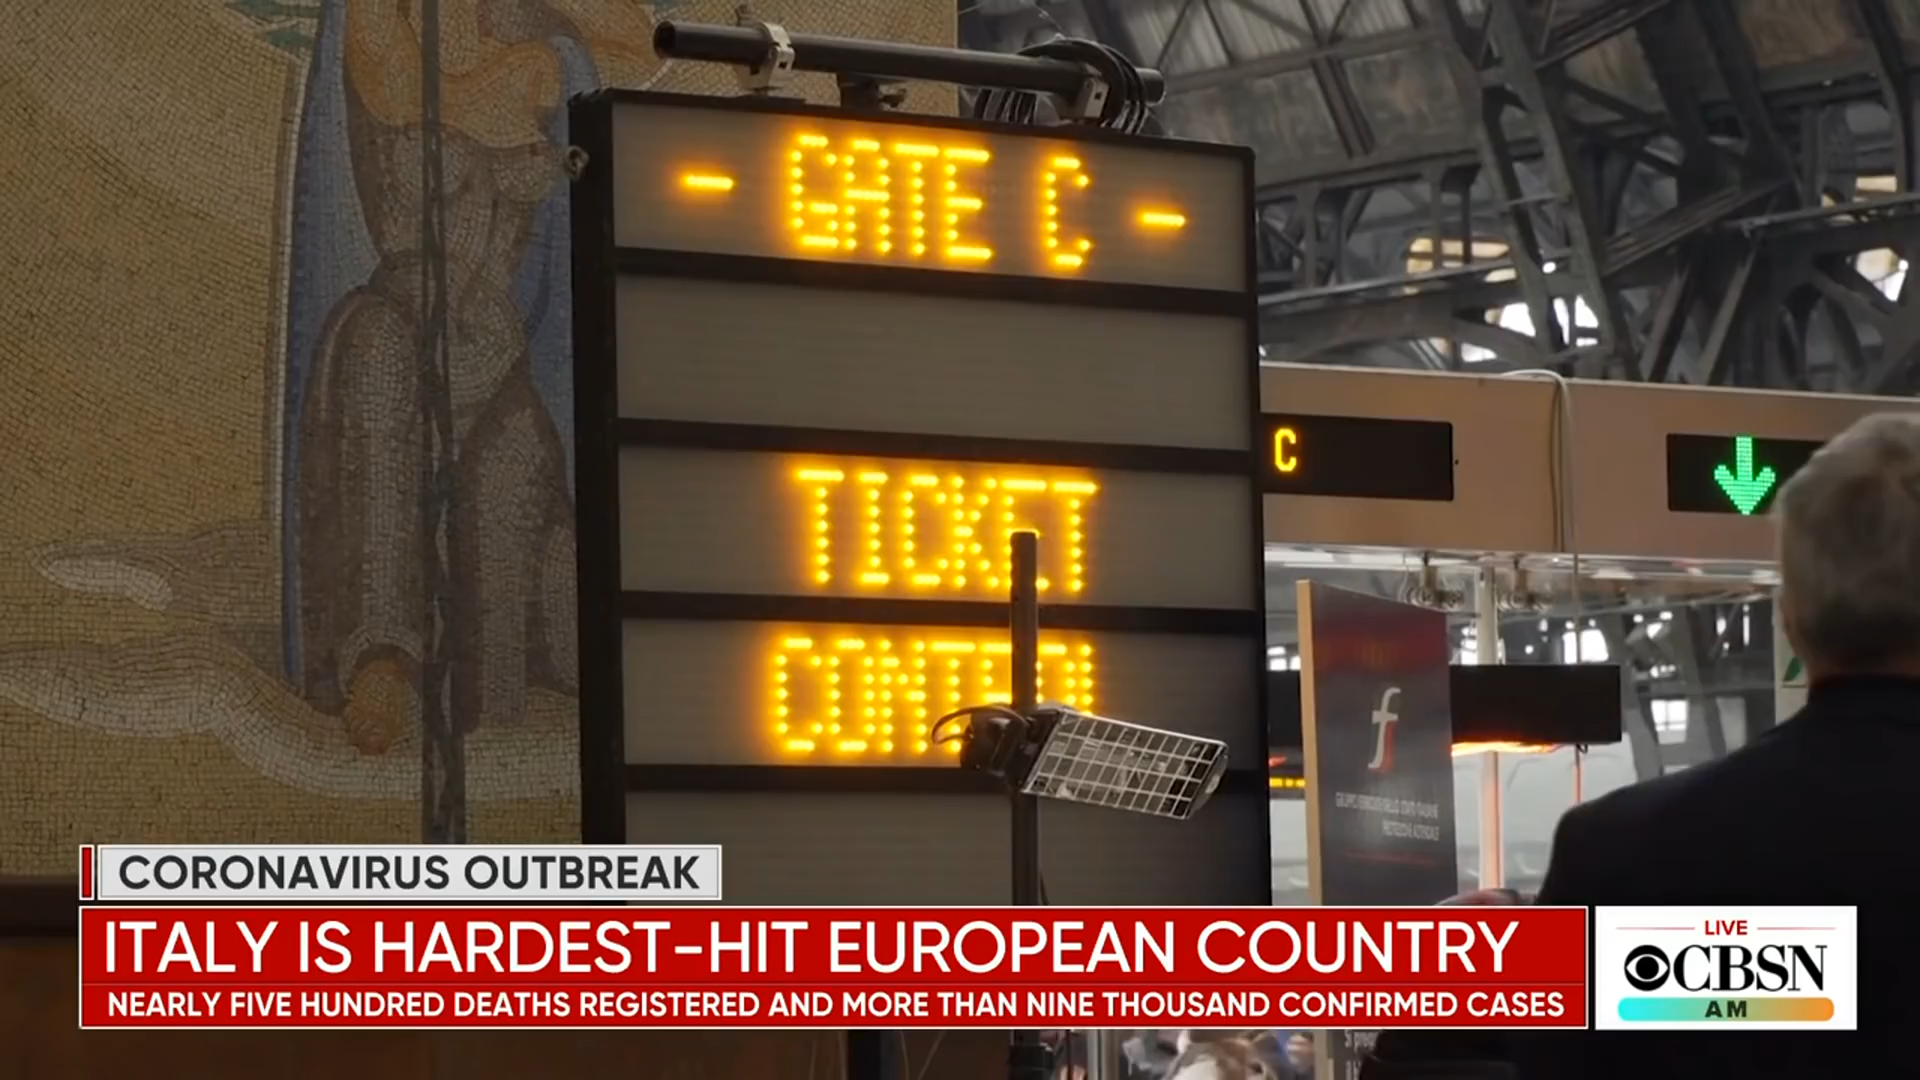 - GATE C -
TICKET
CONTROL
C
f
CORONAVIRUS OUTBREAK
ITALY IS HARDEST-HIT EUROPEAN COUNTRY
NEARLY FIVE HUNDRED DEATHS REGISTERED AND MORE THAN NINE THOUSAND CONFIRMED CASES
LIVE
CBSN
AM